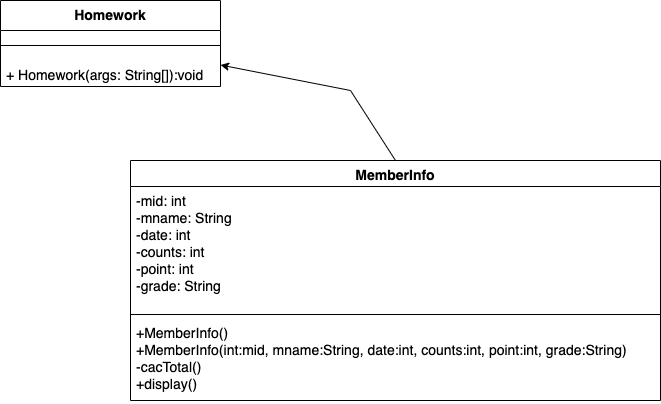 Homework
+ Homework(args: String[]):void
MemberInfo
-mid: int
-mname: String
-date: int
-counts: int
-point: int
-grade: String
+MemberInfo()
+MemberInfo(int:mid, mname:String, date:int, counts:int, point:int, grade:String)
-cacTotal()
+display()